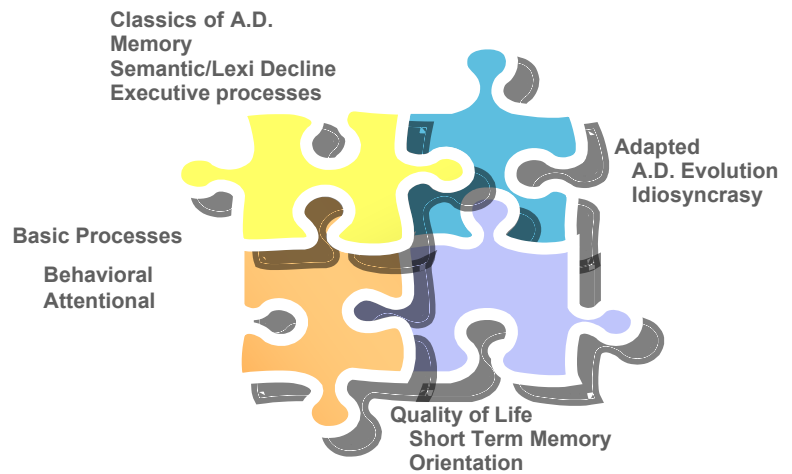 Classics of A.D.
Memory
Semantic/Lexi Decline
Executive processes
Adapted
A.D. Evolution
Idiosyncrasy
Basic Processes
Behavioral
Attentional
Quality of Life
Short Term Memory
Orientation